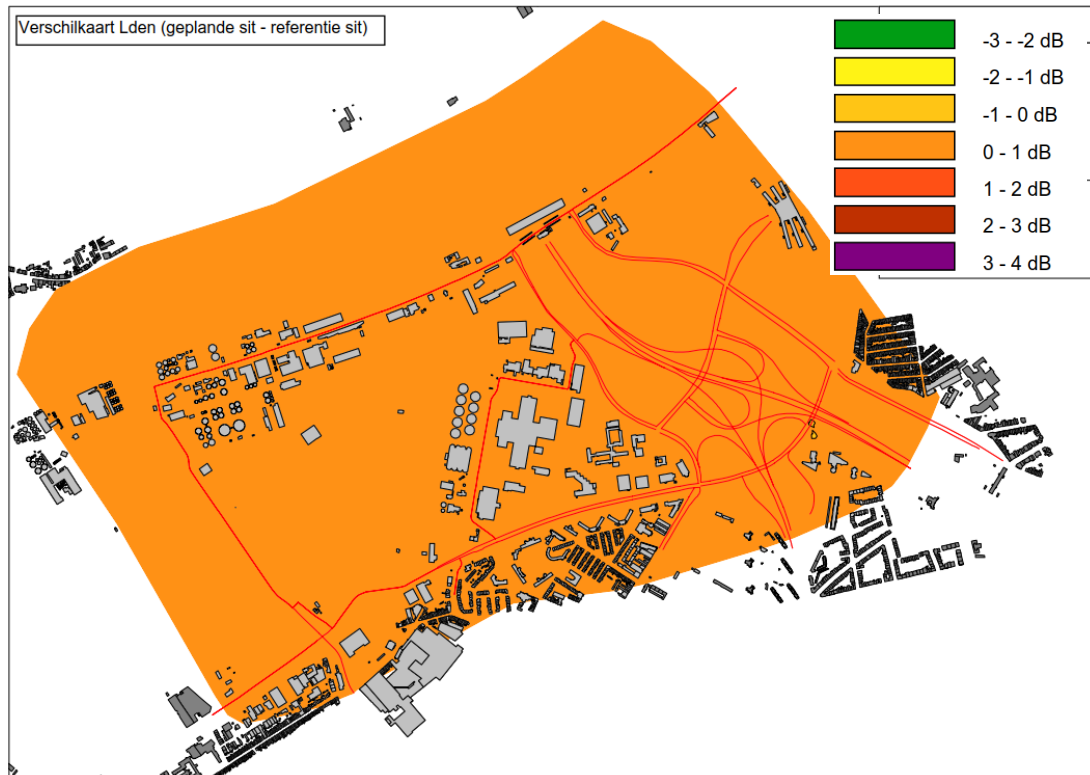 Verschilkaart Lden (geplande sit - referentie sit)
-3 - -2 dB
-2 - -1 dB
-1 - 0 dB
0 - 1 dB
1 - 2 dB
2 - 3 dB
3 - 4 dB